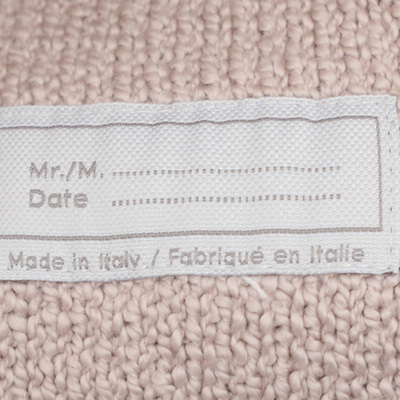 Mr./M. ........................................
Date ........................................
Made in Italy / Fabriqué en Italie